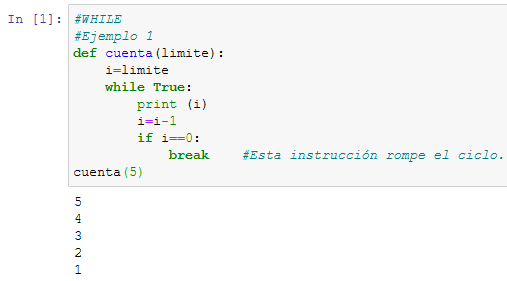 In [1]: #WHILE
#Ejemplo 1
def cuenta(limite):
    i=limite
    while True:
        print (i)
        i=i-1
        if i==0:
            break    #Esta instrucción rompe el ciclo.
cuenta(5)
5
4
3
2
1